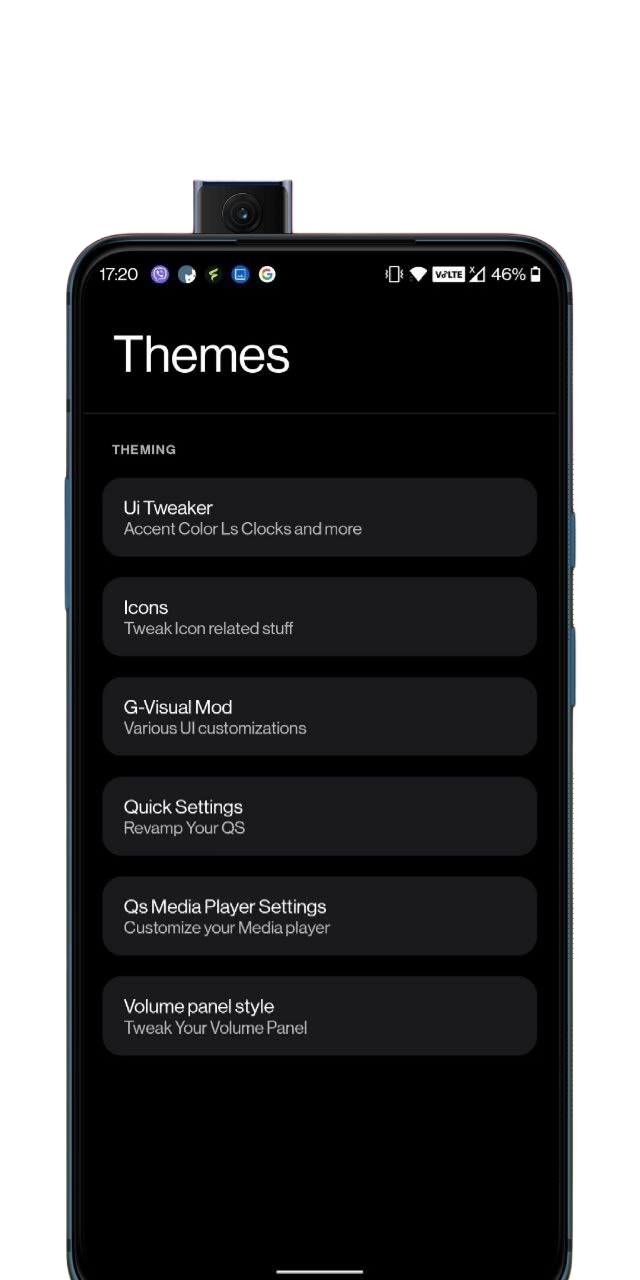 17:20
VoLTE
X
46%
Themes
THEMING
Ui Tweaker
Accent Color Ls Clocks and more
Icons
Tweak Icon related stuff
G-Visual Mod
Various UI customizations
Quick Settings
Revamp Your QS
Qs Media Player Settings
Customize your Media player
Volume panel style
Tweak Your Volume Panel